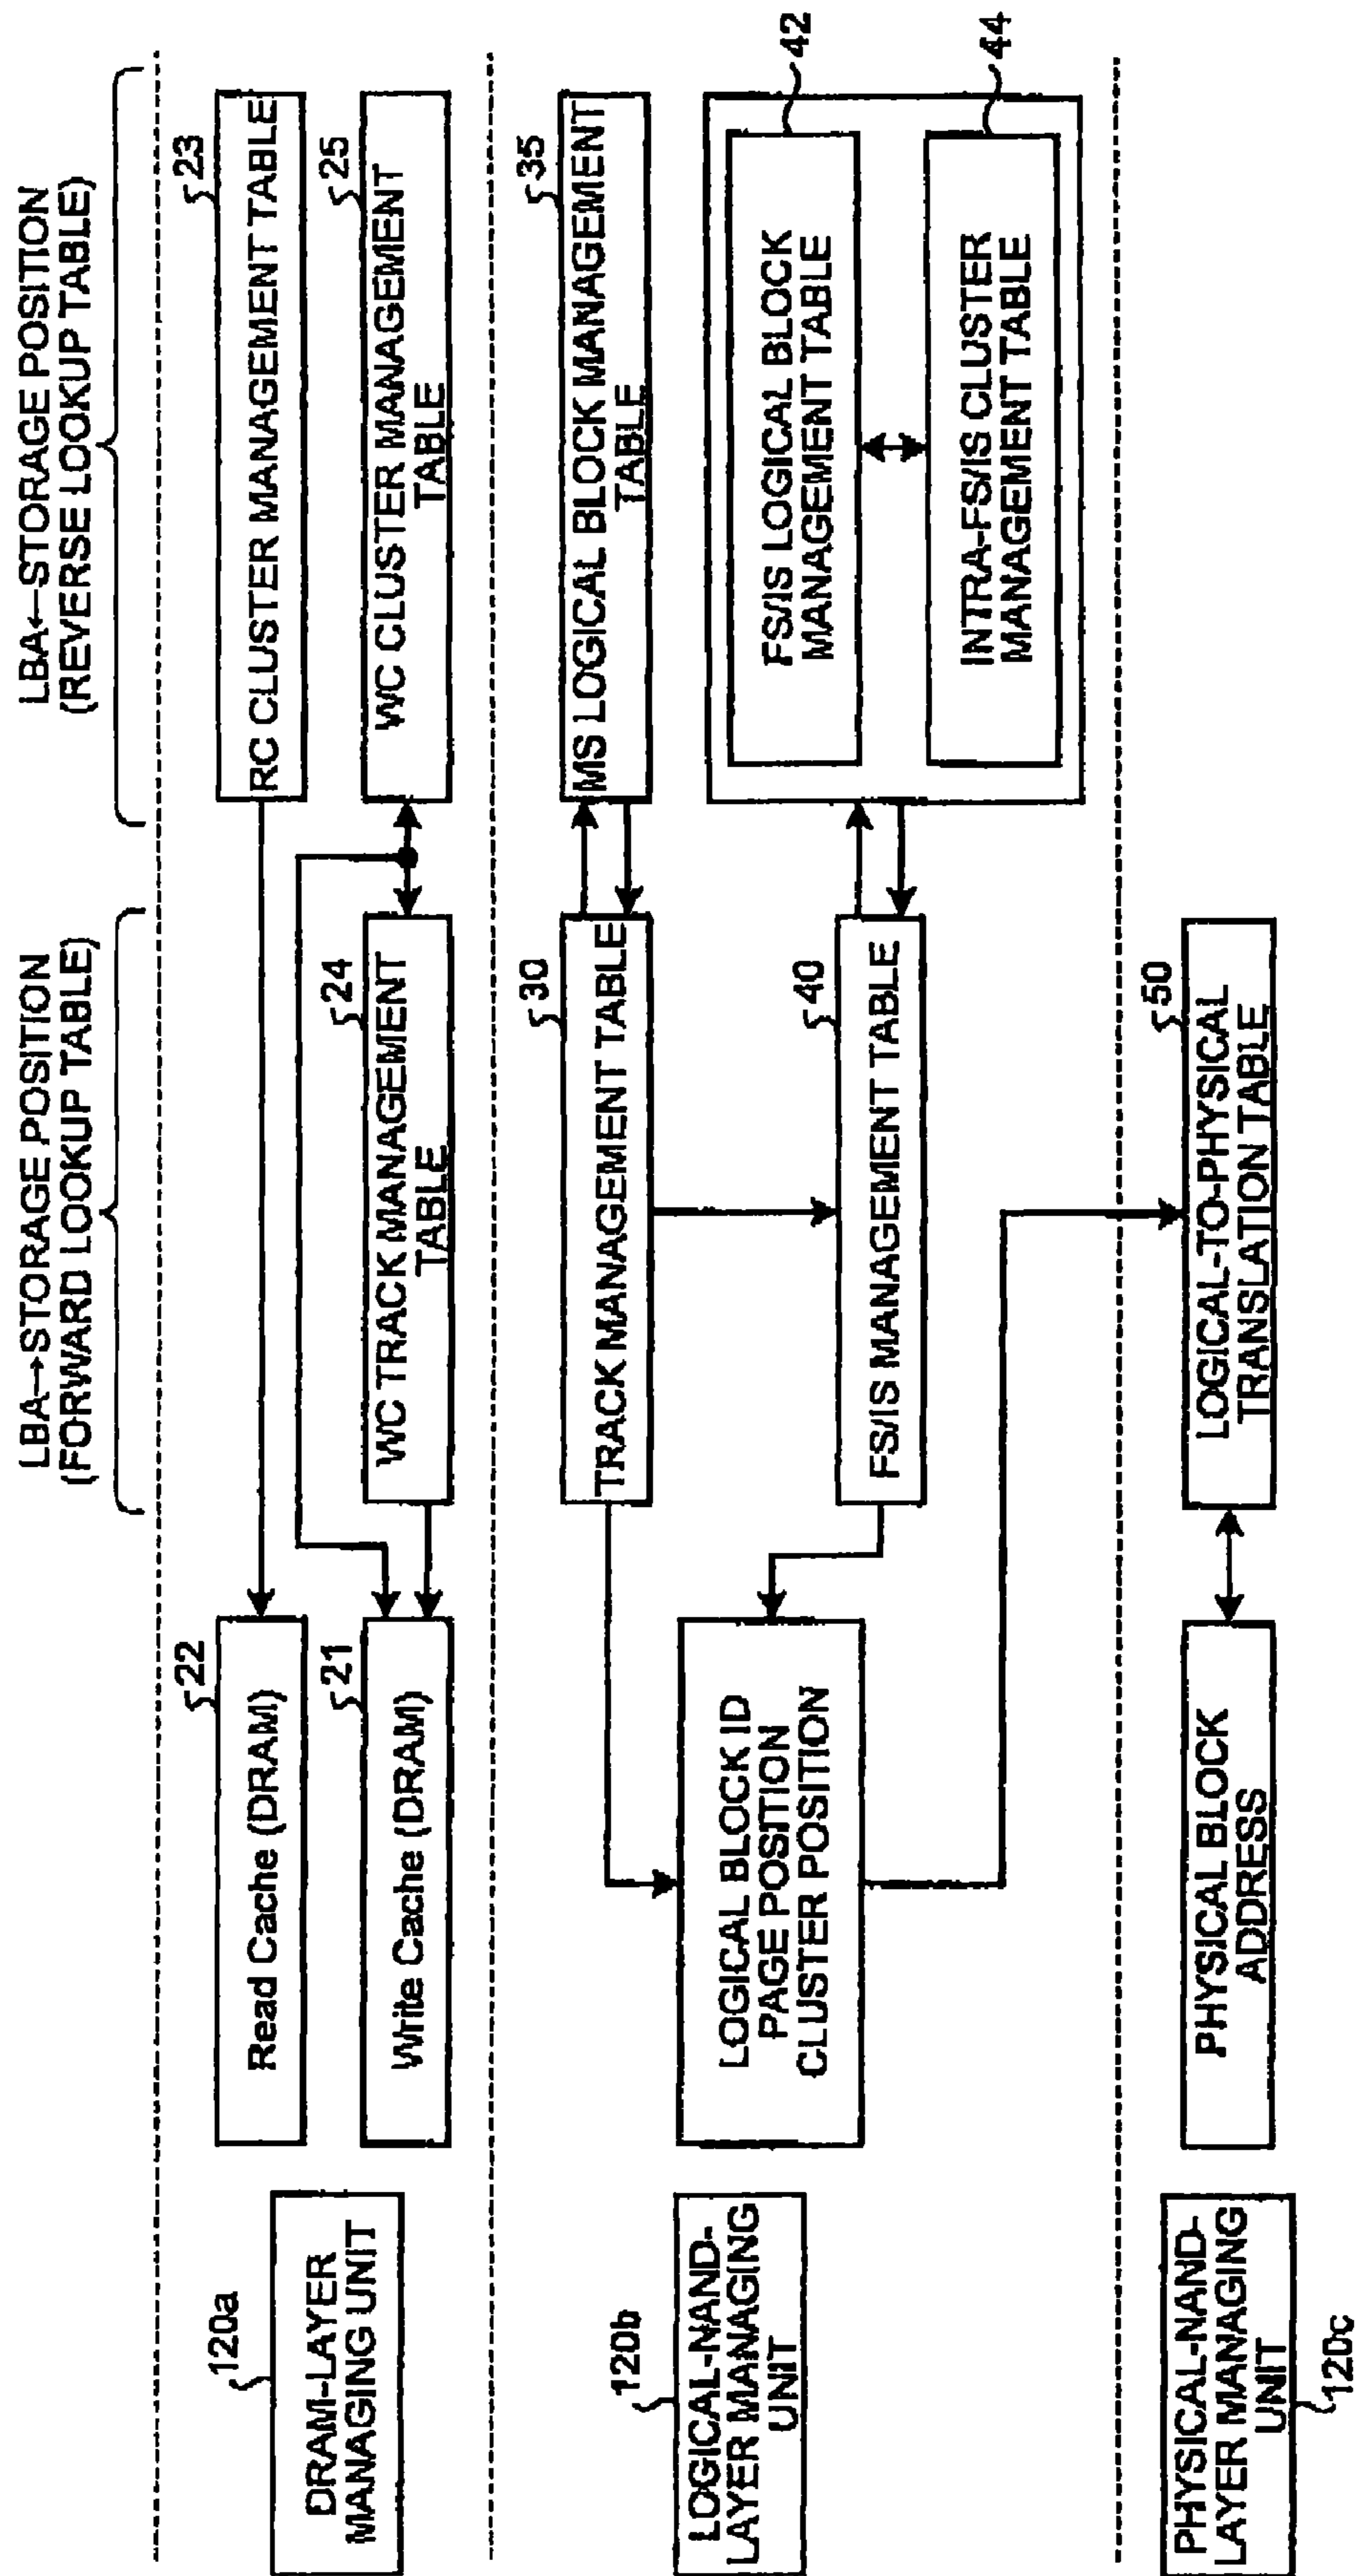 LBA→STORAGE POSITION
(FORWARD LOOKUP TABLE)
LBA←STORAGE POSITION
(REVERSE LOOKUP TABLE)
120a
DRAM-LAYER
MANAGING UNIT
22
Read Cache (DRAM)
23
RC CLUSTER MANAGEMENT TABLE
21
Write Cache (DRAM)
24
WC TRACK MANAGEMENT
TABLE
25
WC CLUSTER MANAGEMENT
TABLE
120b
LOGICAL-NAND-
LAYER MANAGING
UNIT
LOGICAL BLOCK ID
PAGE POSITION
CLUSTER POSITION
30
TRACK MANAGEMENT TABLE
35
MS LOGICAL BLOCK MANAGEMENT
TABLE
40
FS/IS MANAGEMENT TABLE
42
FS/IS LOGICAL BLOCK
MANAGEMENT TABLE
44
INTRA-FS/IS CLUSTER
MANAGEMENT TABLE
PHYSICAL-NAND-
LAYER MANAGING
UNIT
120c
PHYSICAL BLOCK
ADDRESS
50
LOGICAL-TO-PHYSICAL
TRANSLATION TABLE